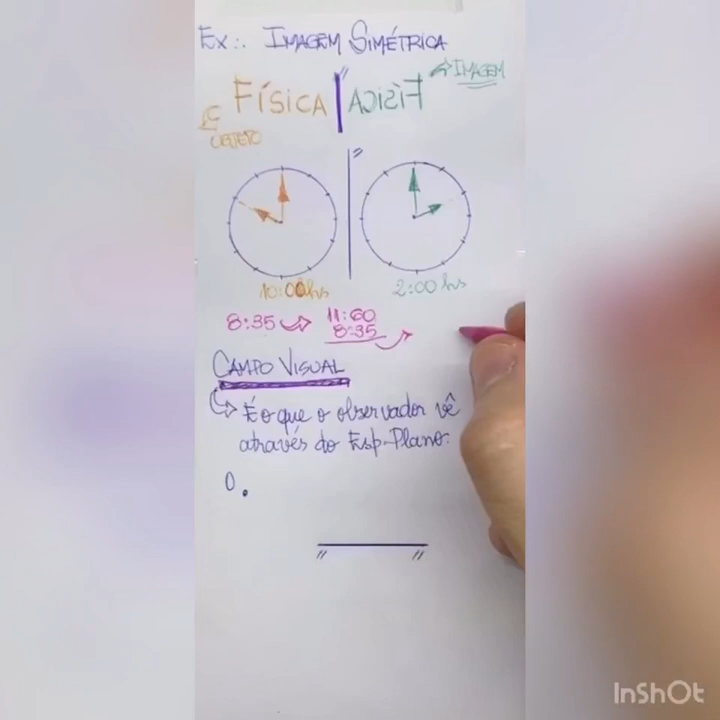 Ex:. IMAGEM SIMÉTRICA
FÍSICA FÍSICA IMAGEM
OBJETO
10:00hs 2:00 hs
8:35 11:60
8:35
CAMPO VISUAL
É o que o observador vê
através do Esp. Plano.
O.
InShOt